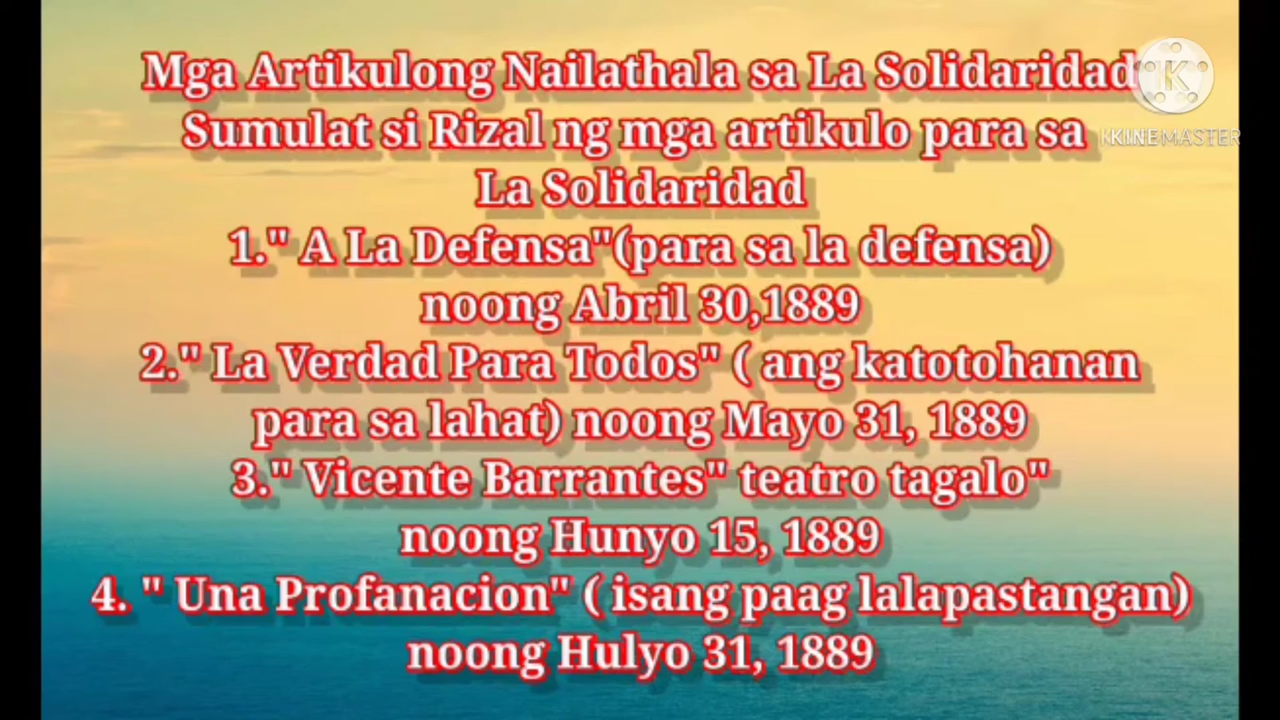 Mga Artikulong Nailathala sa La Solidaridad
Sumulat si Rizal ng mga artikulo para sa
La Solidaridad
1." A La Defensa"(para sa la defensa)
noong Abril 30,1889
2." La Verdad Para Todos" ( ang katotohanan
para sa lahat) noong Mayo 31, 1889
3." Vicente Barrantes" teatro tagalo"
noong Hunyo 15, 1889
4. " Una Profanacion" ( isang paag lalapastangan)
noong Hulyo 31, 1889
K
KINEMASTER